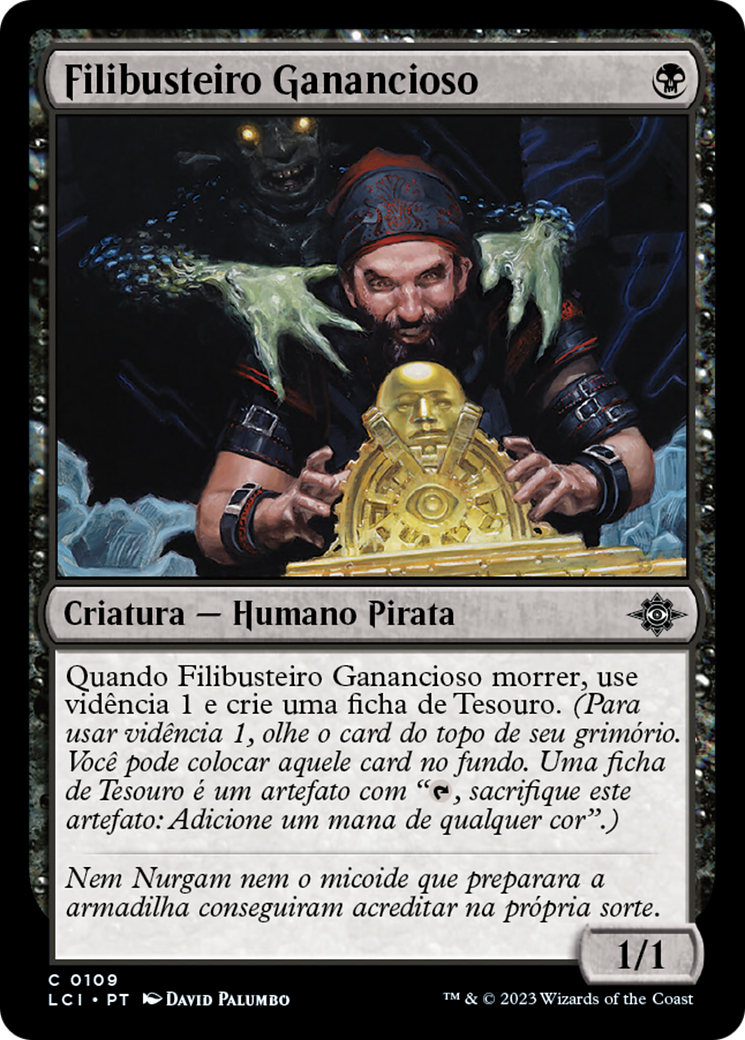 Filibusteiro Ganancioso
Criatura — Humano Pirata
Quando Filibusteiro Ganancioso morrer, use
vidência 1 e crie uma ficha de Tesouro. (Para
usar vidência 1, olhe o card do topo de seu grimório.
Você pode colocar aquele card no fundo. Uma ficha
de Tesouro é um artefato com “, sacrifique este
artefato: Adicione um mana de qualquer cor”.)
Nem Nurgam nem o micoide que preparara a
armadilha conseguiram acreditar na própria sorte.
1/1
C 0109
LCI • PT David Palumbo
™ & © 2023 Wizards of the Coast